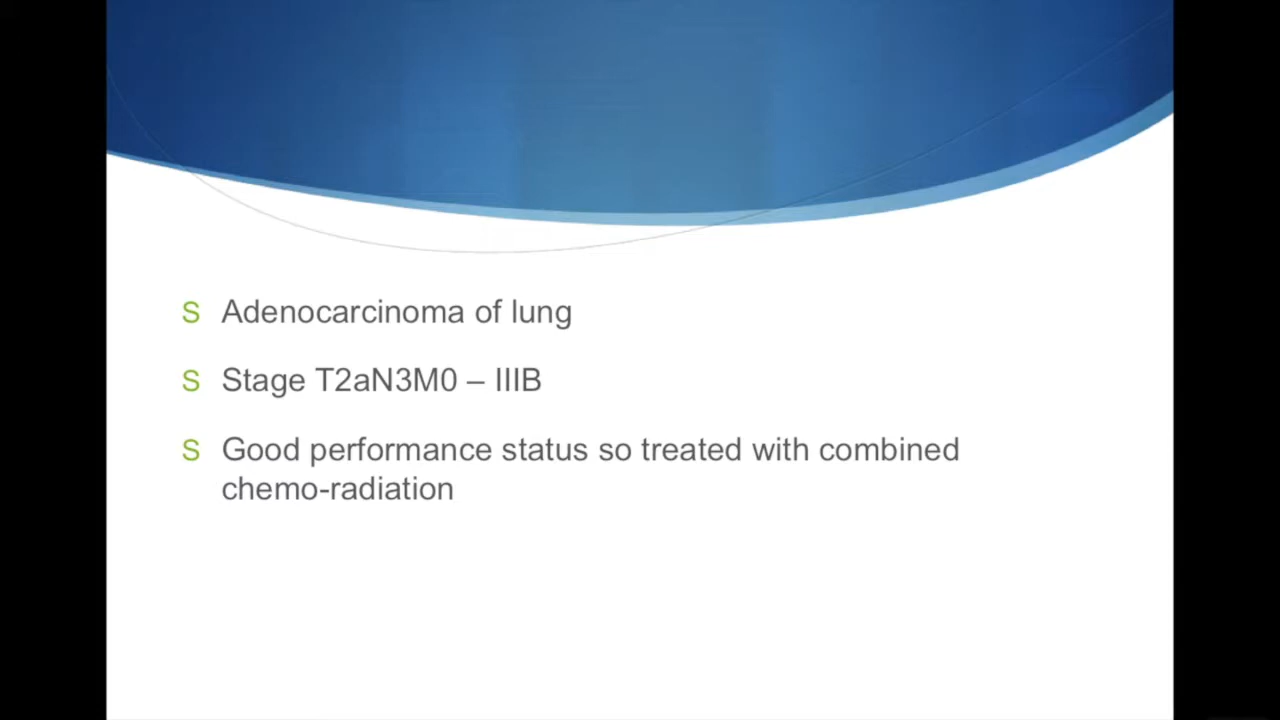 S Adenocarcinoma of lung
S Stage T2aN3M0 – IIIB
S Good performance status so treated with combined
chemo-radiation